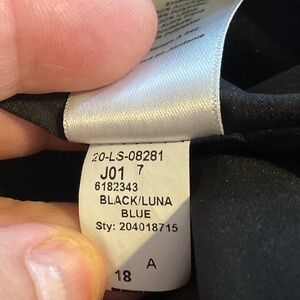 20-LS-08281
J01 7
6182343
BLACK/LUNA
BLUE
Sty: 204018715
A
18